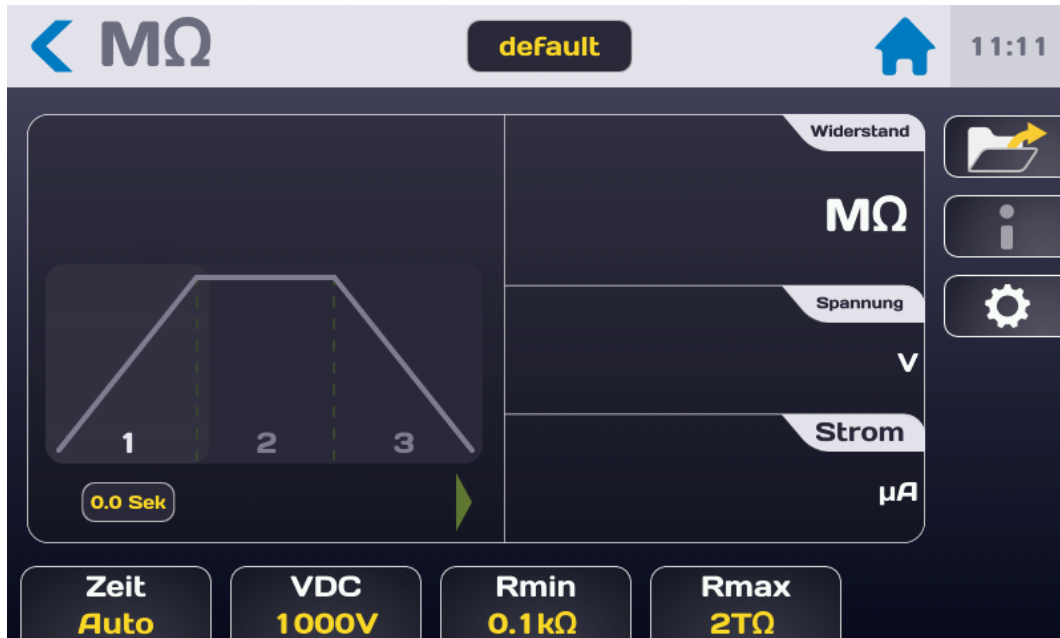 MΩ
default
11:11
Widerstand
MΩ
Spannung
V
Strom
µA
1 2 3
0.0 Sek
Zeit
Auto
VDC
1000V
Rmin
0.1kΩ
Rmax
2TΩ